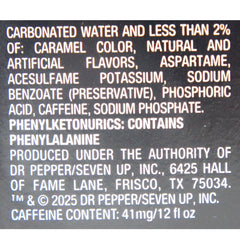 CARBONATED WATER AND LESS THAN 2%
OF: CARAMEL COLOR, NATURAL AND
ARTIFICIAL FLAVORS, ASPARTAME,
ACESULFAME POTASSIUM, SODIUM
BENZOATE (PRESERVATIVE), PHOSPHORIC
ACID, CAFFEINE, SODIUM PHOSPHATE.
PHENYLKETONURICS: CONTAINS
PHENYLALANINE
PRODUCED UNDER THE AUTHORITY OF
DR PEPPER/SEVEN UP, INC., 6425 HALL
OF FAME LANE, FRISCO, TX 75034.
™ & © 2025 DR PEPPER/SEVEN UP, INC.
CAFFEINE CONTENT: 41mg/12 fl oz